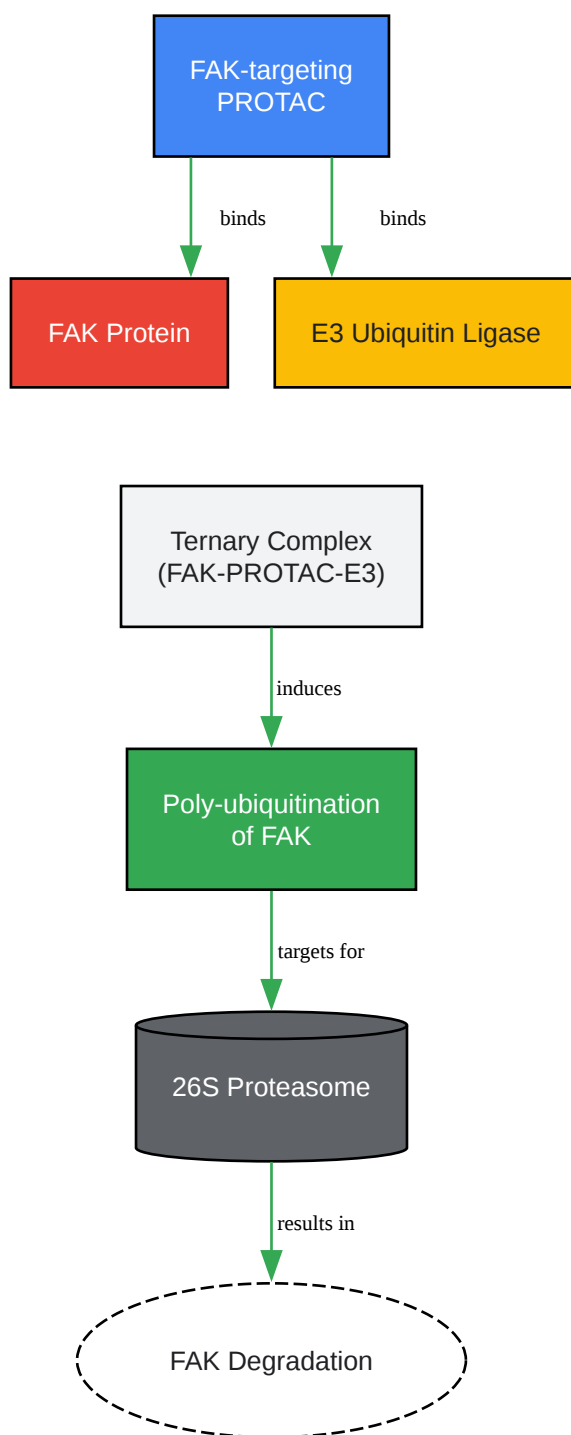 FAK-targeting
PROTAC
binds
binds
FAK Protein
E3 Ubiquitin Ligase
Ternary Complex
(FAK-PROTAC-E3)
induces
Poly-ubiquitination
of FAK
targets for
26S Proteasome
results in
FAK Degradation